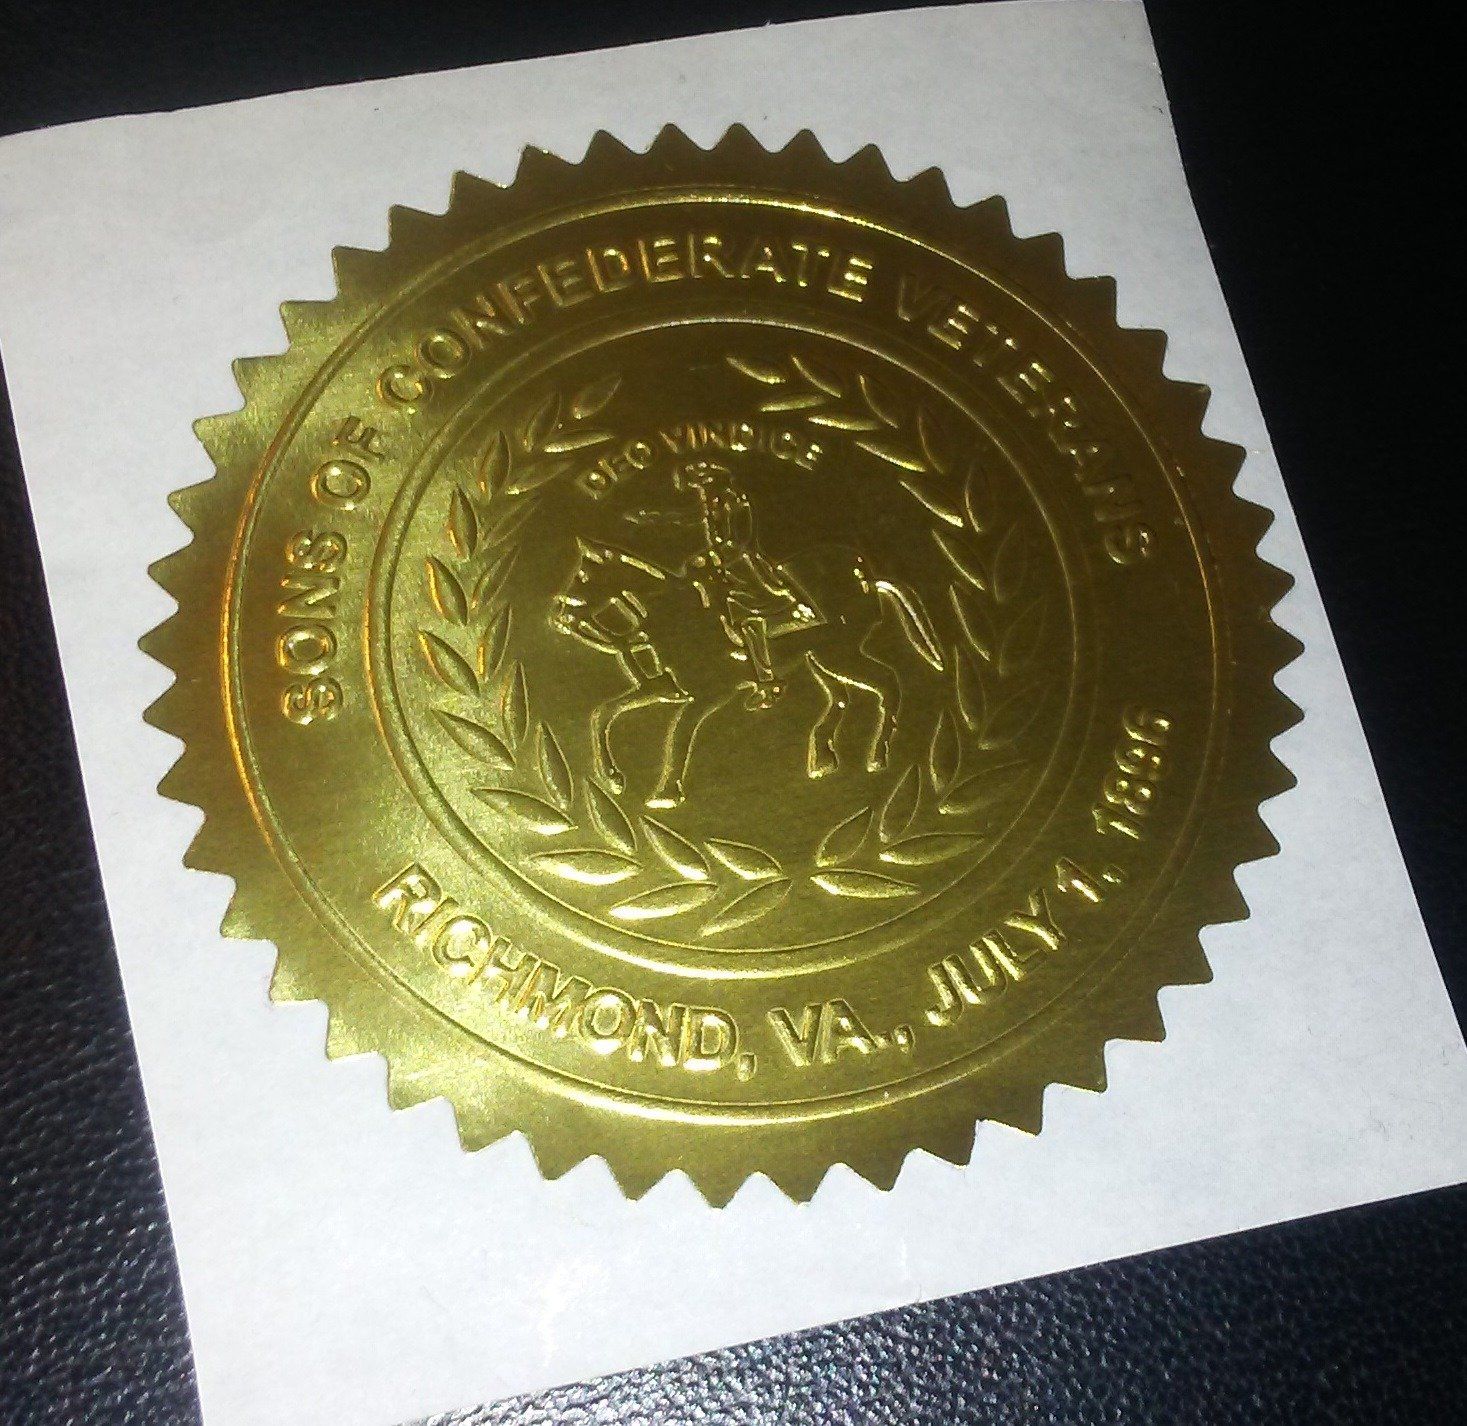 SONS OF CONFEDERATE VETERANS
DEO VINDICE
RICHMOND, VA., JULY 1, 1896